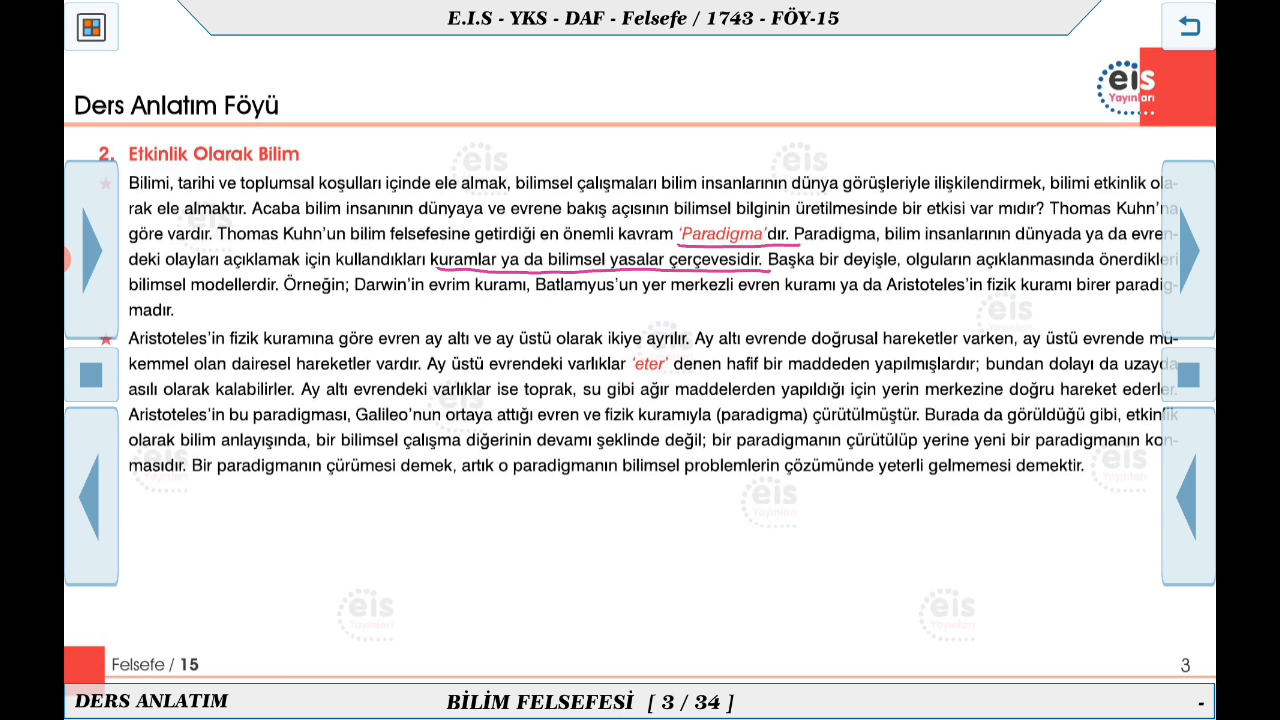 E.I.S - YKS - DAF - Felsefe / 1743 - FÖY-15
eis
Yayınları
Ders Anlatım Föyü
2. Etkinlik Olarak Bilim
Bilimi, tarihi ve toplumsal koşulları içinde ele almak, bilimsel çalışmaları bilim insanlarının dünya görüşleriyle ilişkilendirmek, bilimi etkinlik ola-
rak ele almaktır. Acaba bilim insanının dünyaya ve evrene bakış açısının bilimsel bilginin üretilmesinde bir etkisi var mıdır? Thomas Kuhn'na
göre vardır. Thomas Kuhn'un bilim felsefesine getirdiği en önemli kavram 'Paradigma'dır. Paradigma, bilim insanlarının dünyada ya da evren-
deki olayları açıklamak için kullandıkları kuramlar ya da bilimsel yasalar çerçevesidir. Başka bir deyişle, olguların açıklanmasında önerdikleri
bilimsel modellerdir. Örneğin; Darwin'in evrim kuramı, Batlamyus'un yer merkezli evren kuramı ya da Aristoteles'in fizik kuramı birer paradig-
madır.
Aristoteles'in fizik kuramına göre evren ay altı ve ay üstü olarak ikiye ayrılır. Ay altı evrende doğrusal hareketler varken, ay üstü evrende mü-
kemmel olan dairesel hareketler vardır. Ay üstü evrendeki varlıklar 'eter' denen hafif bir maddeden yapılmışlardır; bundan dolayı da uzayda
asılı olarak kalabilirler. Ay altı evrendeki varlıklar ise toprak, su gibi ağır maddelerden yapıldığı için yerin merkezine doğru hareket ederler.
Aristoteles'in bu paradigması, Galileo'nun ortaya attığı evren ve fizik kuramıyla (paradigma) çürütülmüştür. Burada da görüldüğü gibi, etkinlik
olarak bilim anlayışında, bir bilimsel çalışma diğerinin devamı şeklinde değil; bir paradigmanın çürütülüp yerine yeni bir paradigmanın kon-
masıdır. Bir paradigmanın çürümesi demek, artık o paradigmanın bilimsel problemlerin çözümünde yeterli gelmemesi demektir.
Felsefe / 15
3
DERS ANLATIM
BİLİM FELSEFESİ [ 3 / 34 ]
-